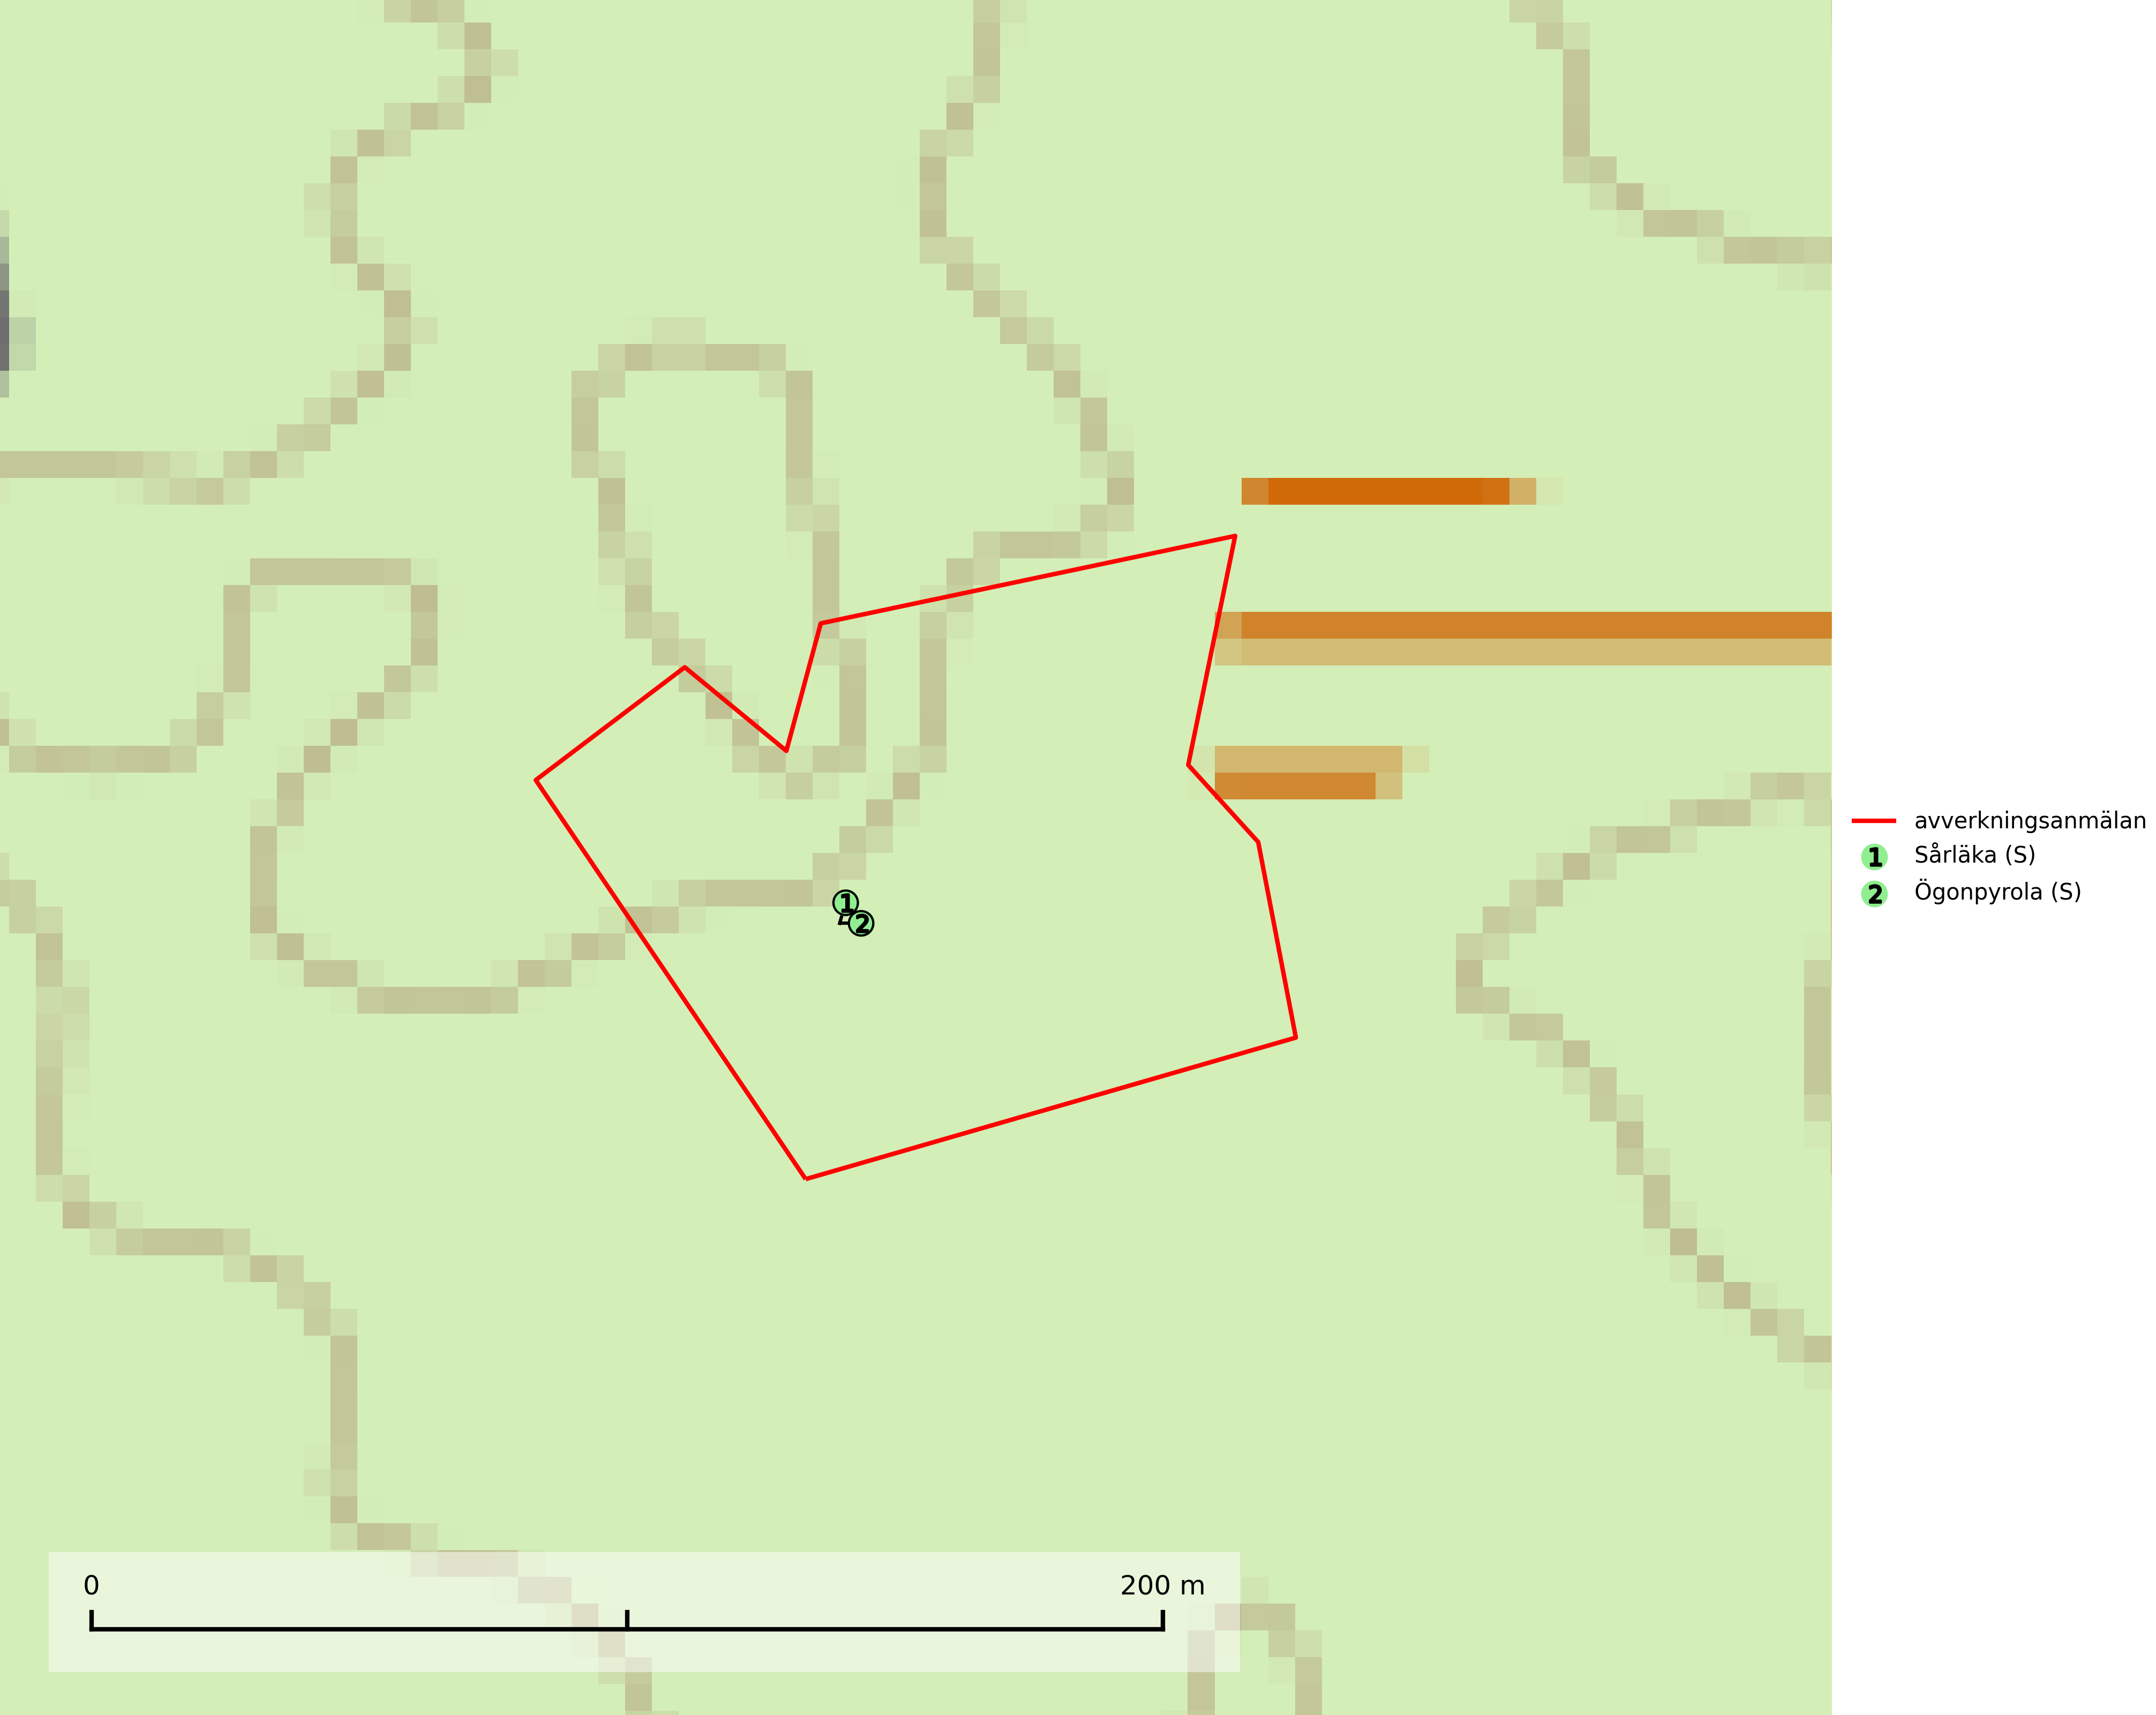 avverkningsanmälan
1 Sårläka (S)
2 Ögonpyrola (S)
1
2
0 200 m